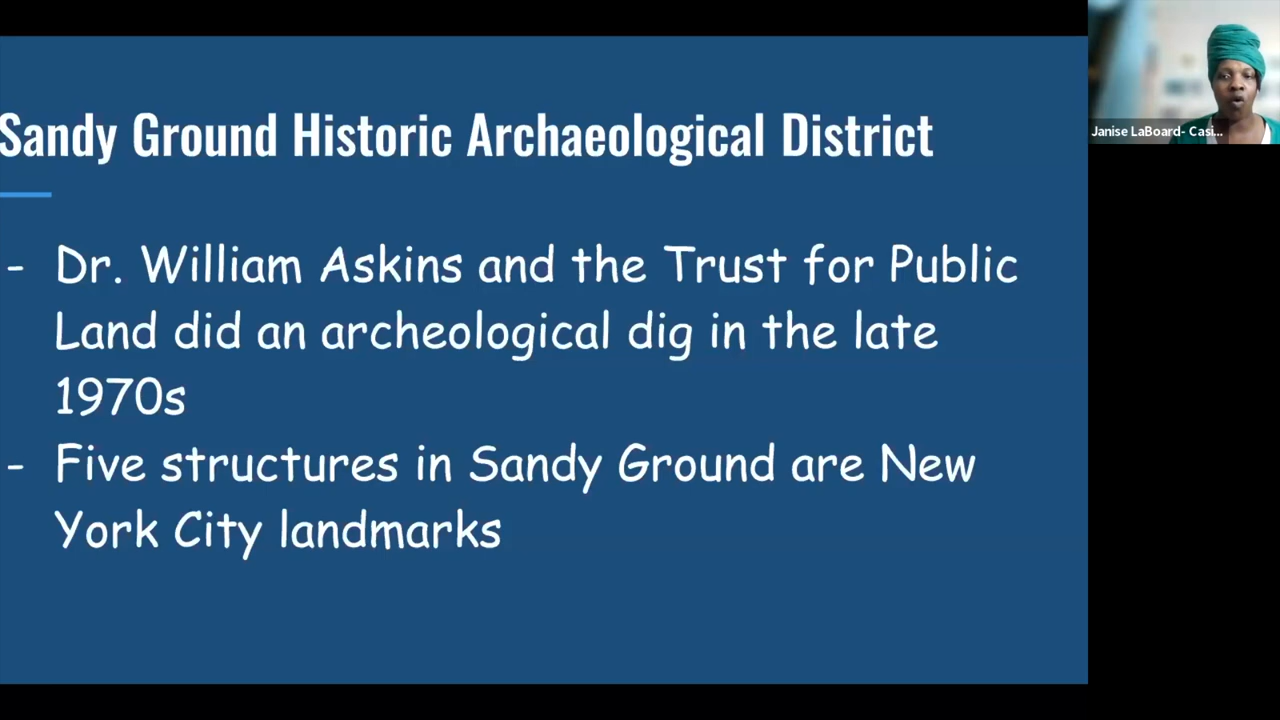 Sandy Ground Historic Archaeological District
- Dr. William Askins and the Trust for Public
Land did an archeological dig in the late
1970s
- Five structures in Sandy Ground are New
York City landmarks
Janise LaBoard- Casi...